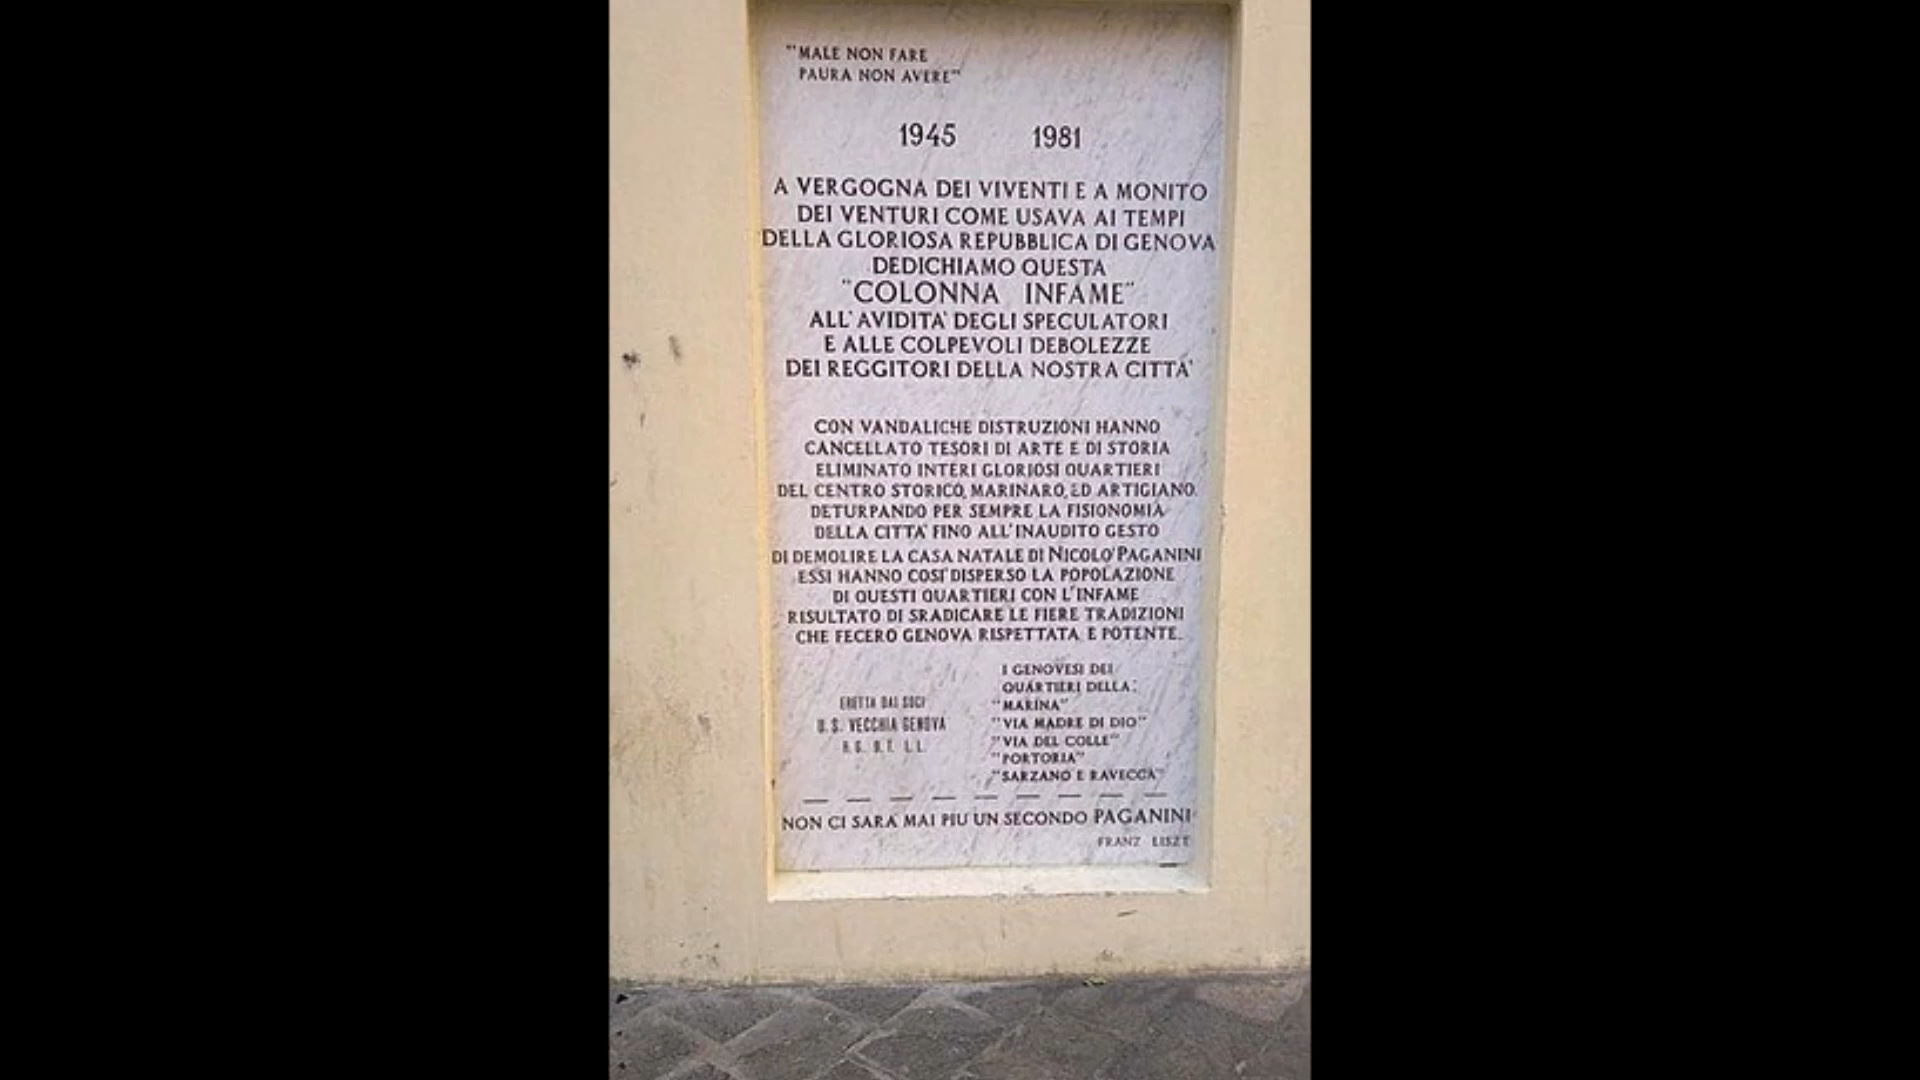 "MALE NON FARE
PAURA NON AVERE"
1945 1981
A VERGOGNA DEI VIVENTI E A MONITO
DEI VENTURI COME USAVA AI TEMPI
DELLA GLORIOSA REPUBBLICA DI GENOVA
DEDICHIAMO QUESTA
"COLONNA INFAME"
ALL'AVIDITA' DEGLI SPECULATORI
E ALLE COLPEVOLI DEBOLEZZE
DEI REGGITORI DELLA NOSTRA CITTA'
CON VANDALICHE DISTRUZIONI HANNO
CANCELLATO TESORI DI ARTE E DI STORIA
ELIMINATO INTERI GLORIOSI QUARTIERI
DEL CENTRO STORICO, MARINARO, ED ARTIGIANO.
DETURPANDO PER SEMPRE LA FISIONOMIA
DELLA CITTA' FINO ALL'INAUDITO GESTO
DI DEMOLIRE LA CASA NATALE DI NICOLO' PAGANINI
ESSI HANNO COSI' DISPERSO LA POPOLAZIONE
DI QUESTI QUARTIERI CON L'INFAME
RISULTATO DI SRADICARE LE FIERE TRADIZIONI
CHE FECERO GENOVA RISPETTATA E POTENTE.
ERETTA DAI SOCI
U.S. VECCHIA GENOVA
I GENOVESI DEI
QUARTIERI DELLA:
"MARINA"
"VIA MADRE DI DIO"
"VIA DEL COLLE"
"PORTORIA"
"SARZANO E RAVECCA"
NON CI SARA' MAI PIU' UN SECONDO PAGANINI
FRANZ LISZT